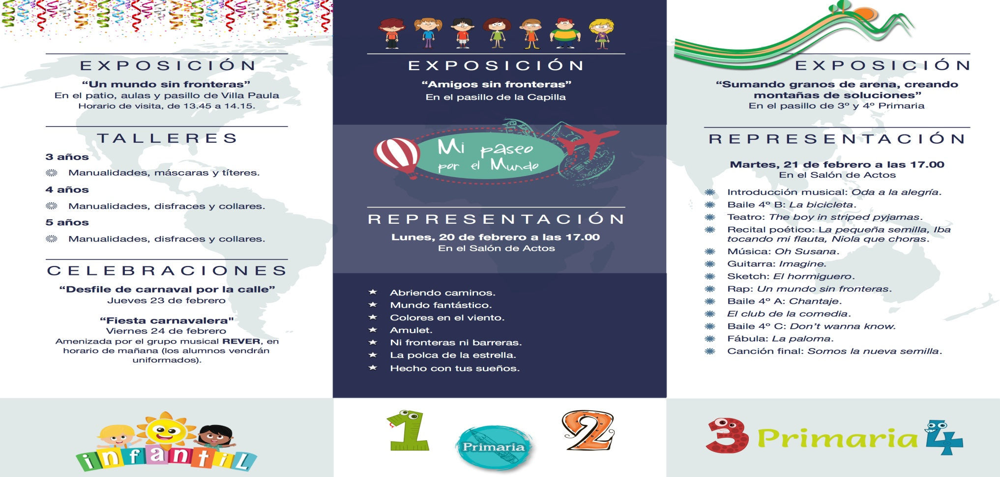 EXPOSICIÓN
“Un mundo sin fronteras”
En el patio, aulas y pasillo de Villa Paula
Horario de visita, de 13.45 a 14.15.
TALLERES
3 años
Manualidades, máscaras y títeres.
4 años
Manualidades, disfraces y collares.
5 años
Manualidades, disfraces y collares.
CELEBRACIONES
“Desfile de carnaval por la calle”
Jueves 23 de febrero
“Fiesta carnavalera"
Viernes 24 de febrero
Amenizada por el grupo musical REVER, en
horario de mañana (los alumnos vendrán
uniformados).
infantil
EXPOSICIÓN
“Amigos sin fronteras”
En el pasillo de la Capilla
Mi paseo
por el Mundo
REPRESENTACIÓN
Lunes, 20 de febrero a las 17.00
En el Salón de Actos
Abriendo caminos.
Mundo fantástico.
Colores en el viento.
Amulet.
Ni fronteras ni barreras.
La polca de la estrella.
Hecho con tus sueños.
1 Primaria 2
EXPOSICIÓN
“Sumando granos de arena, creando
montañas de soluciones”
En el pasillo de 3º y 4º Primaria
REPRESENTACIÓN
Martes, 21 de febrero a las 17.00
En el Salón de Actos
Introducción musical: Oda a la alegría.
Baile 4º B: La bicicleta.
Teatro: The boy in striped pyjamas.
Recital poético: La pequeña semilla, Iba
tocando mi flauta, Niola que choras.
Música: Oh Susana.
Guitarra: Imagine.
Sketch: El hormiguero.
Rap: Un mundo sin fronteras.
Baile 4º A: Chantaje.
El club de la comedia.
Baile 4º C: Don’t wanna know.
Fábula: La paloma.
Canción final: Somos la nueva semilla.
3 Primaria 4